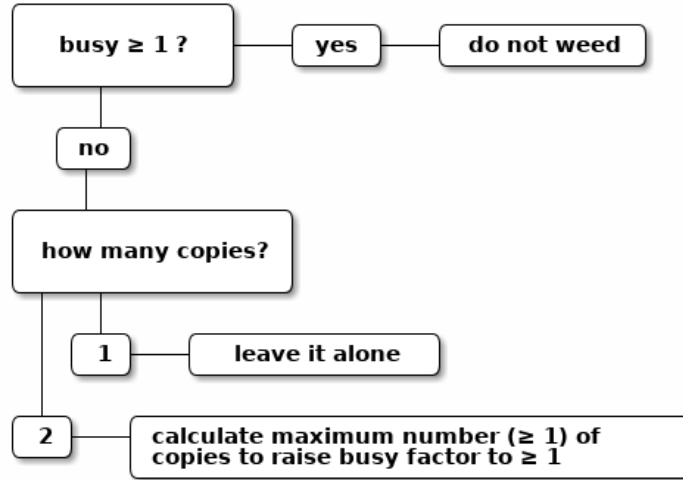 busy ≥ 1 ?
yes
do not weed
no
how many copies?
1
leave it alone
2
calculate maximum number (≥ 1) of
copies to raise busy factor to ≥ 1